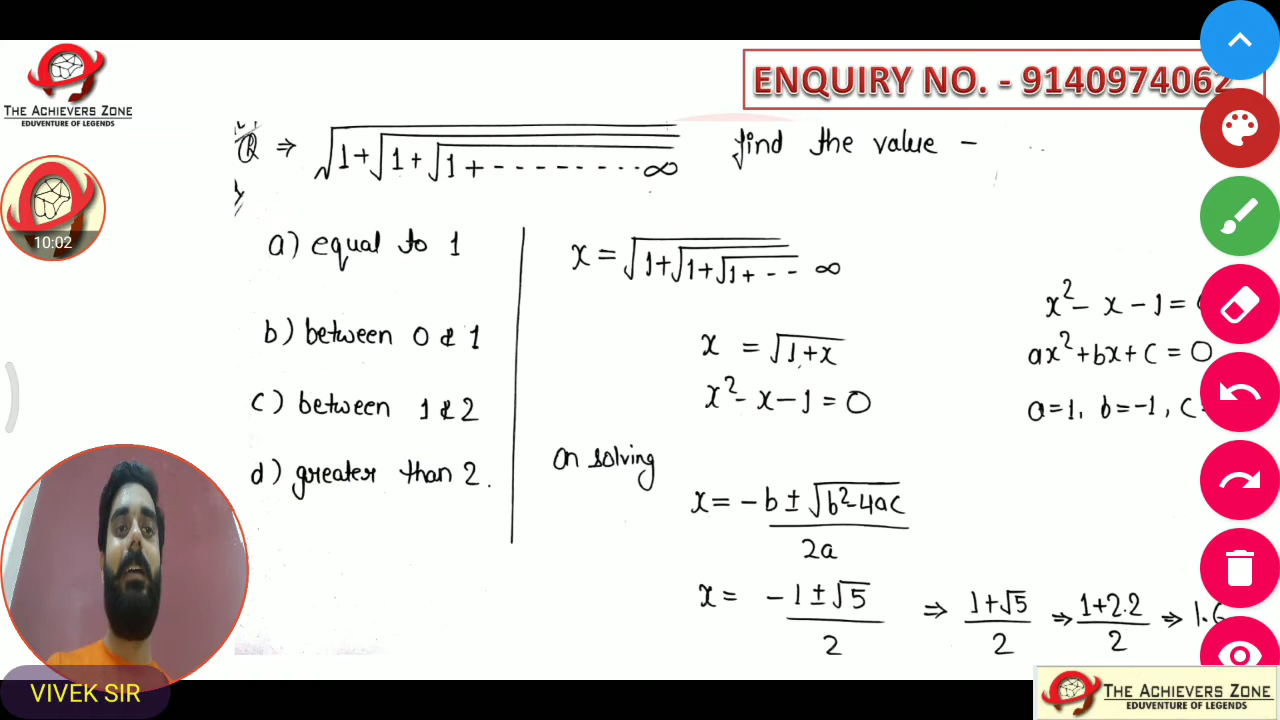 THE ACHIEVERS ZONE
EDUVENTURE OF LEGENDS
ENQUIRY NO. - 9140974062
10:02
Q ⇒ √1+√1+√1+--------∞ find the value -
a) equal to 1
b) between 0 & 1
c) between 1 & 2
d) greater than 2.
x = √1+√1+√1+-- ∞
x = √1+x
x² - x - 1 = 0
On solving
x = -b ± √b²-4ac / 2a
x = -1 ± √5 / 2 ⇒ 1+√5 / 2 ⇒ 1+2.2 / 2 ⇒ 1.6
x² - x - 1 =
ax² + bx + c = 0
a=1, b=-1, c
VIVEK SIR
THE ACHIEVERS ZONE
EDUVENTURE OF LEGENDS